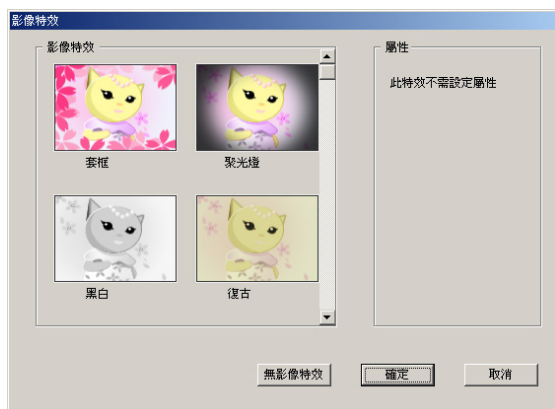 影像特效
影像特效
屬性
此特效不需設定屬性
套框
聚光燈
黑白
復古
無影像特效
確定
取消